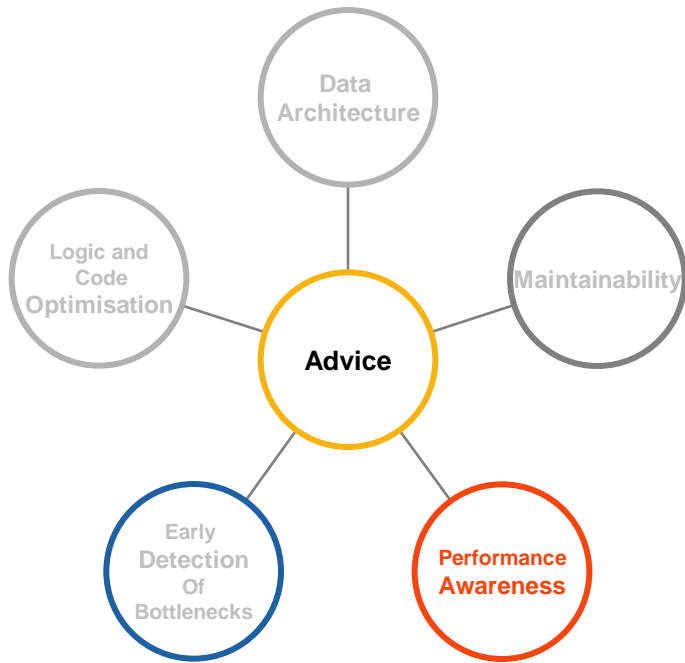 Data
Architecture
Logic and
Code
Optimisation
Maintainability
Advice
Early
Detection
Of
Bottlenecks
Performance
Awareness